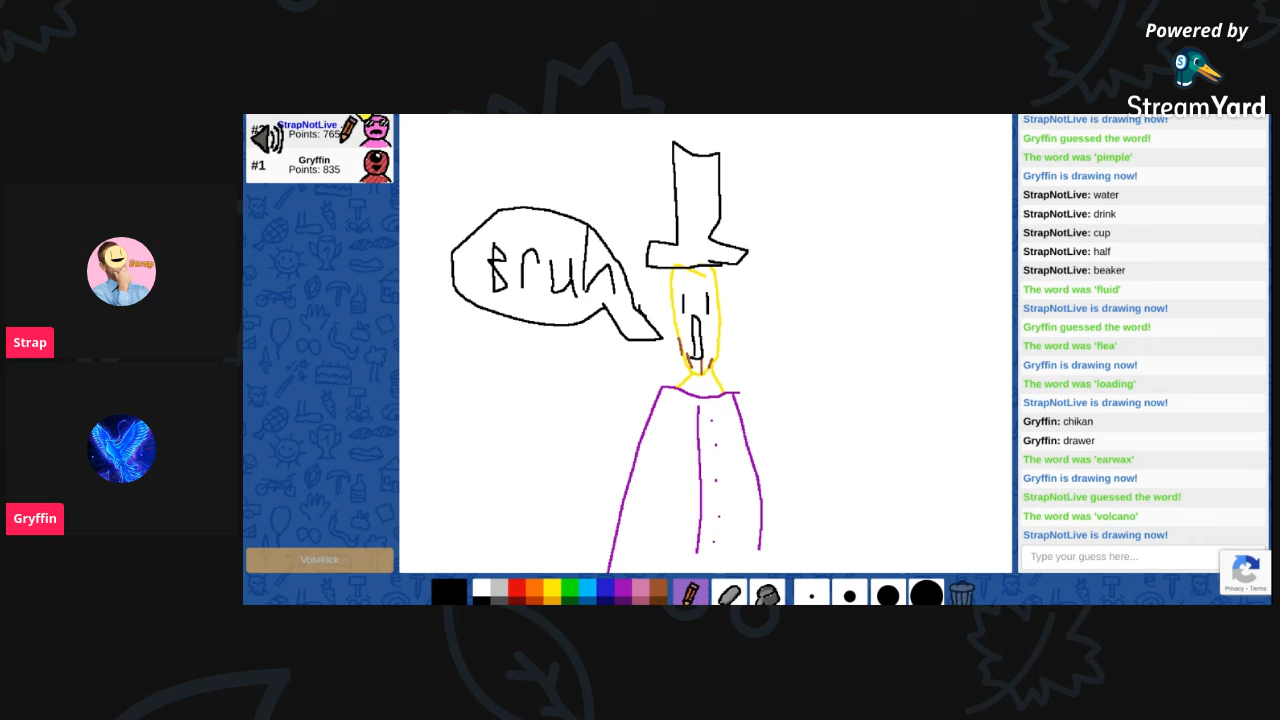 Powered by
StreamYard
StrapNotLive
Points: 765
#1
Gryffin
Points: 835
Bruh
StrapNotLive is drawing now!
Gryffin guessed the word!
The word was 'pimple'
Gryffin is drawing now!
StrapNotLive: water
StrapNotLive: drink
StrapNotLive: cup
StrapNotLive: half
StrapNotLive: beaker
The word was 'fluid'
StrapNotLive is drawing now!
Gryffin guessed the word!
The word was 'flea'
Gryffin is drawing now!
The word was 'loading'
StrapNotLive is drawing now!
Gryffin: chikan
Gryffin: drawer
The word was 'earwax'
Gryffin is drawing now!
StrapNotLive guessed the word!
The word was 'volcano'
StrapNotLive is drawing now!
Type your guess here...
Privacy - Terms
Votekick
Strap
Strap
Gryffin